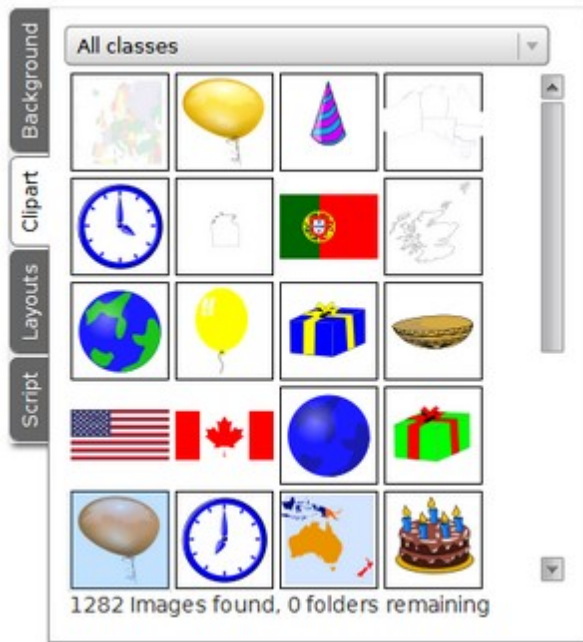 Background
Clipart
Layouts
Script
All classes
1282 Images found, 0 folders remaining